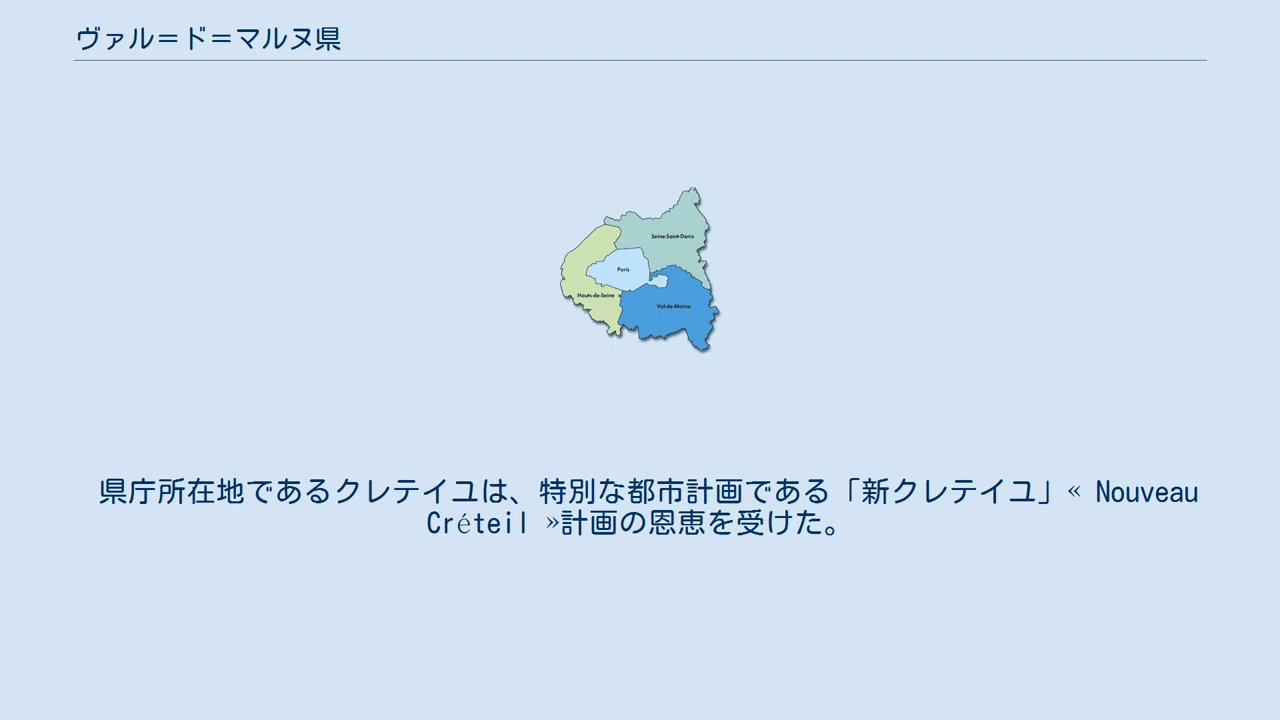 ヴァル＝ド＝マルヌ県
Seine-Saint-Denis
Paris
Hauts-de-Seine
Val-de-Marne
県庁所在地であるクレテイユは、特別な都市計画である「新クレテイユ」« Nouveau
Créteil »計画の恩恵を受けた。